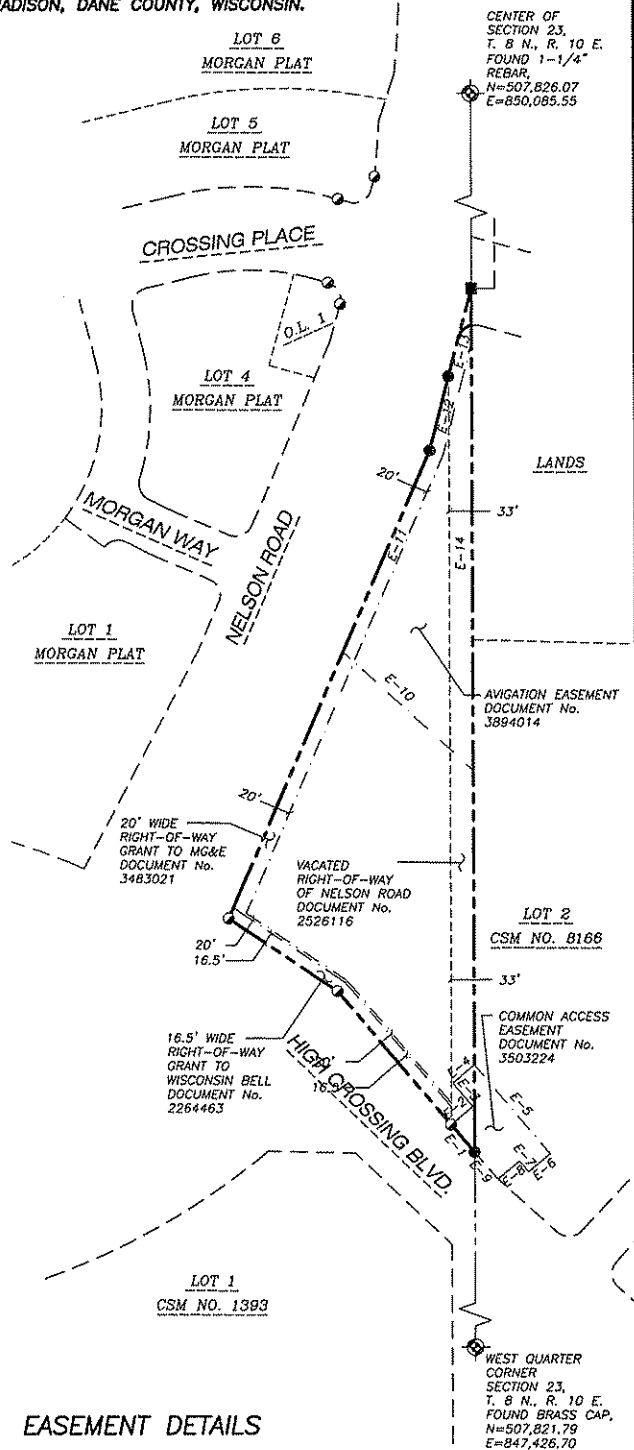 MADISON, DANE COUNTY, WISCONSIN.
CENTER OF
SECTION 23,
T. 8 N., R. 10 E.
FOUND 1-1/4"
REBAR,
N=507,826.07
E=850,085.55
LOT 6
MORGAN PLAT
LOT 5
MORGAN PLAT
CROSSING PLACE
O.L. 1
LOT 4
MORGAN PLAT
E-13
E-12
LANDS
20'
33'
MORGAN WAY
NELSON ROAD
E-11
E-14
LOT 1
MORGAN PLAT
E-10
AVIGATION EASEMENT
DOCUMENT No.
3894014
20'
20' WIDE
RIGHT-OF-WAY
GRANT TO MG&E
DOCUMENT No.
3483021
VACATED
RIGHT-OF-WAY
OF NELSON ROAD
DOCUMENT No.
2526116
LOT 2
CSM NO. 8166
20'
16.5'
33'
16.5' WIDE
RIGHT-OF-WAY
GRANT TO
WISCONSIN BELL
DOCUMENT No.
2264463
COMMON ACCESS
EASEMENT
DOCUMENT No.
3503224
HIGH CROSSING BLVD.
E-5
E-1
E-9
E-8
E-7
E-6
LOT 1
CSM NO. 1393
WEST QUARTER
CORNER
SECTION 23,
T. 8 N., R. 10 E.
FOUND BRASS CAP,
N=507,821.79
E=847,426.70
EASEMENT DETAILS